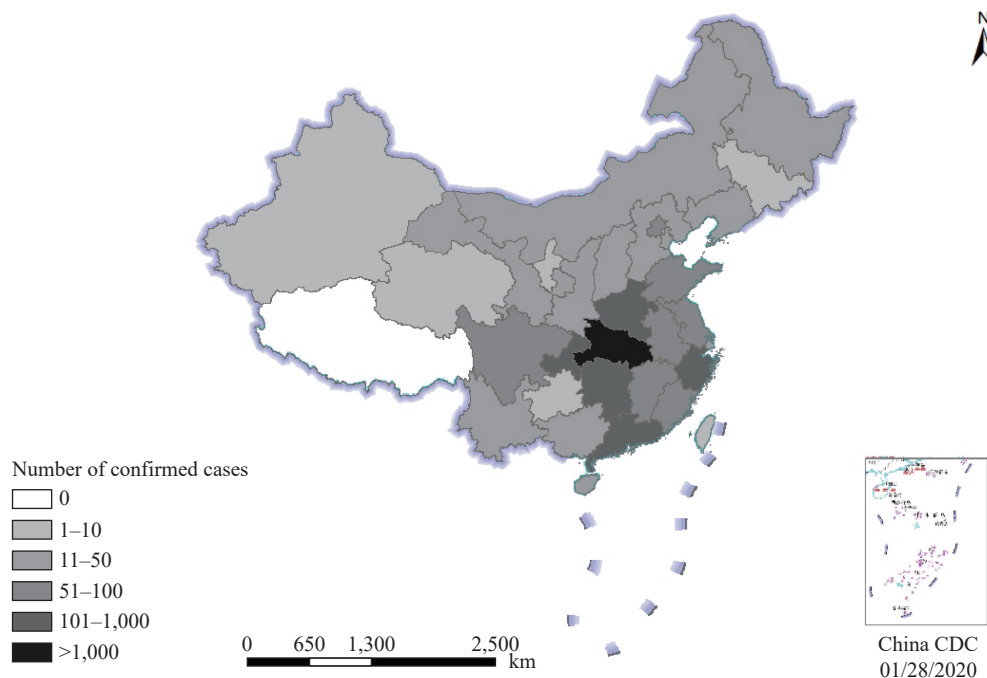 N
Number of confirmed cases
0
1–10
11–50
51–100
101–1,000
>1,000
0 650 1,300 2,500
km
China CDC
01/28/2020